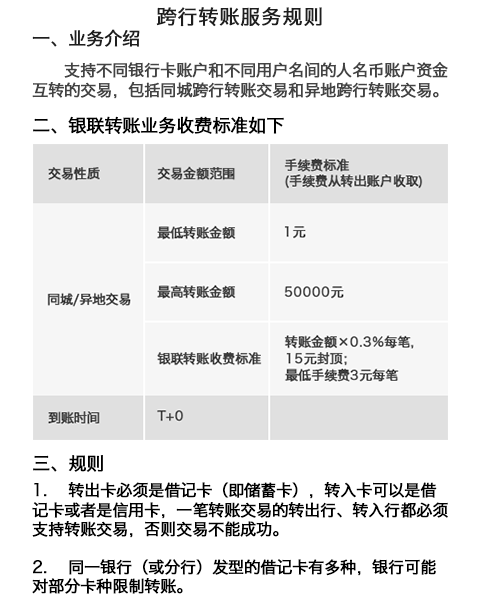 跨行转账服务规则
一、业务介绍
支持不同银行卡账户和不同用户名间的人名币账户资金
互转的交易，包括同城跨行转账交易和异地跨行转账交易。
二、银联转账业务收费标准如下
交易性质
交易金额范围
手续费标准
(手续费从转出账户收取)
同城/异地交易
最低转账金额
1元
最高转账金额
50000元
银联转账收费标准
转账金额×0.3%每笔，
15元封顶；
最低手续费3元每笔
到账时间
T+0
三、规则
1. 转出卡必须是借记卡（即储蓄卡），转入卡可以是借
记卡或者是信用卡，一笔转账交易的转出行、转入行都必须
支持转账交易，否则交易不能成功。
2. 同一银行（或分行）发型的借记卡有多种，银行可能
对部分卡种限制转账。